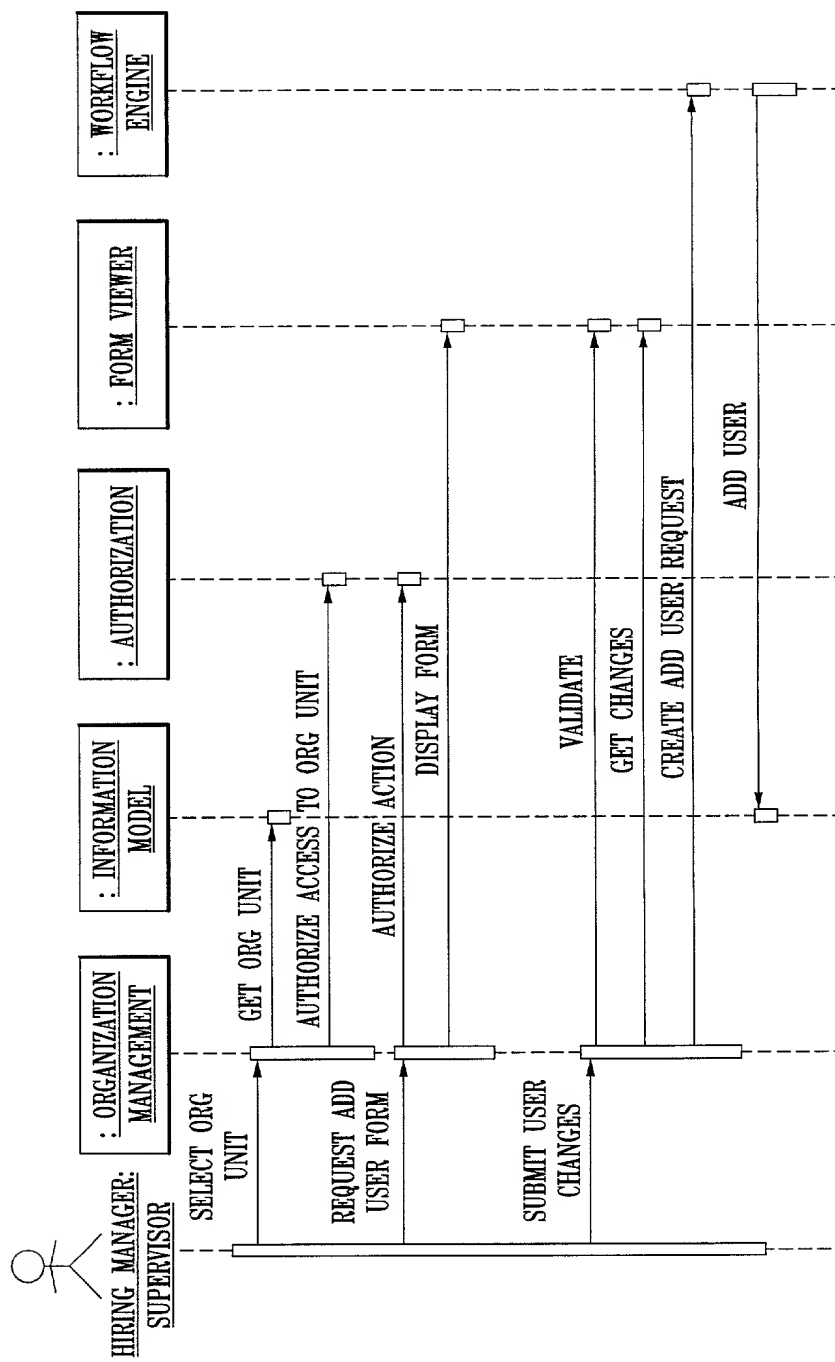 HIRING MANAGER:
SUPERVISOR
: ORGANIZATION
MANAGEMENT
: INFORMATION
MODEL
: AUTHORIZATION
: FORM VIEWER
: WORKFLOW
ENGINE
SELECT ORG
UNIT
GET ORG UNIT
AUTHORIZE ACCESS TO ORG UNIT
REQUEST ADD
USER FORM
AUTHORIZE ACTION
DISPLAY FORM
SUBMIT USER
CHANGES
VALIDATE
GET CHANGES
CREATE ADD USER REQUEST
ADD USER